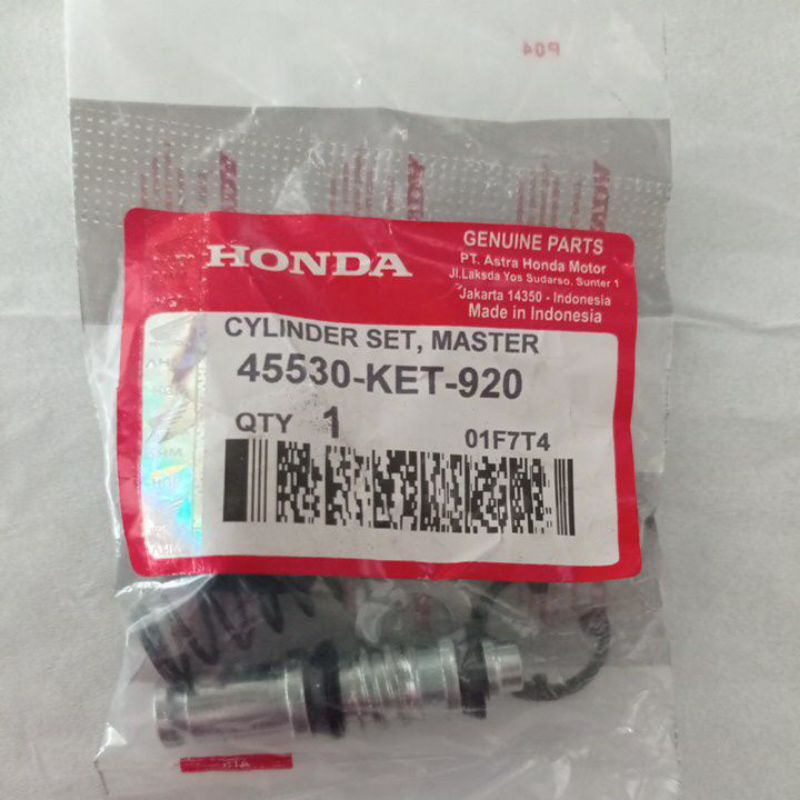 P04
HONDA
GENUINE PARTS
PT. Astra Honda Motor
Jl.Laksda Yos Sudarso. Sunter 1
Jakarta 14350 - Indonesia
Made in Indonesia
CYLINDER SET, MASTER
45530-KET-920
QTY 1
01F7T4